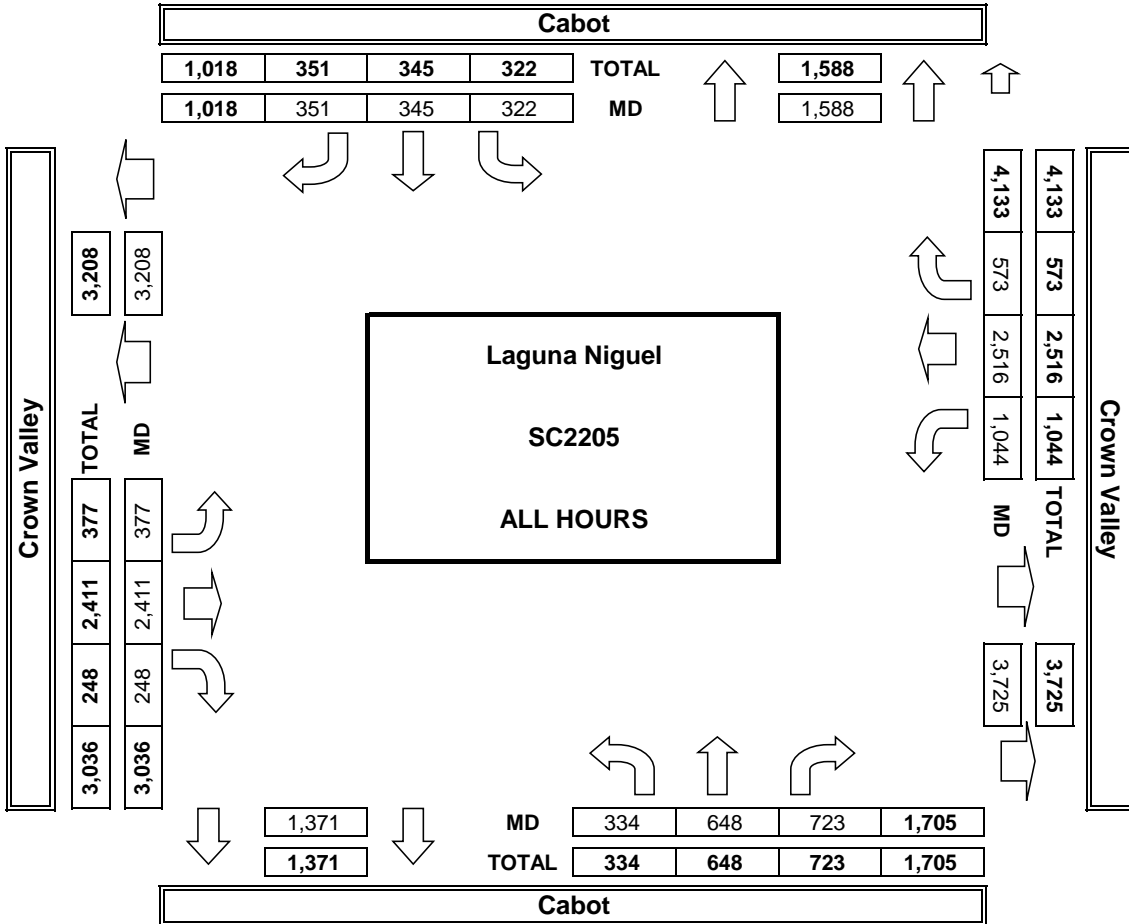 Cabot
1,018 351 345 322 TOTAL 1,588
1,018 351 345 322 MD 1,588
Crown Valley
3,208 3,208
TOTAL MD
377 377
2,411 2,411
248 248
3,036 3,036
Laguna Niguel
SC2205
ALL HOURS
4,133 4,133
573 573
2,516 2,516
1,044 1,044
MD TOTAL
3,725 3,725
Crown Valley
1,371 MD 334 648 723 1,705
1,371 TOTAL 334 648 723 1,705
Cabot